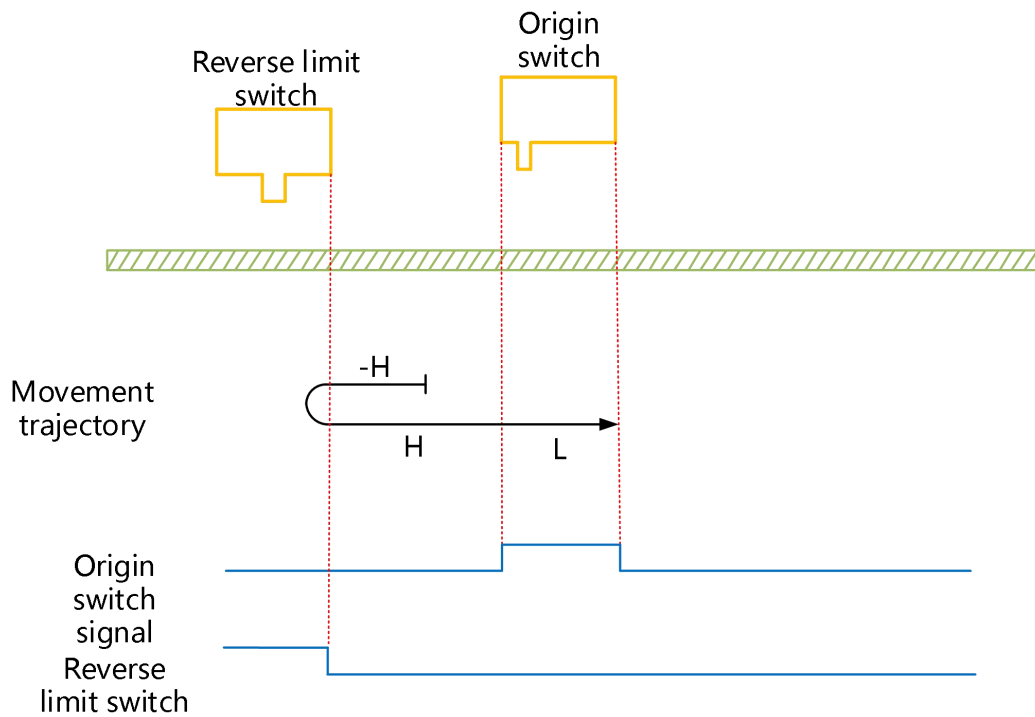 Origin
switch
Reverse limit
switch
-H
Movement
trajectory
H
L
Origin
switch
signal
Reverse
limit switch